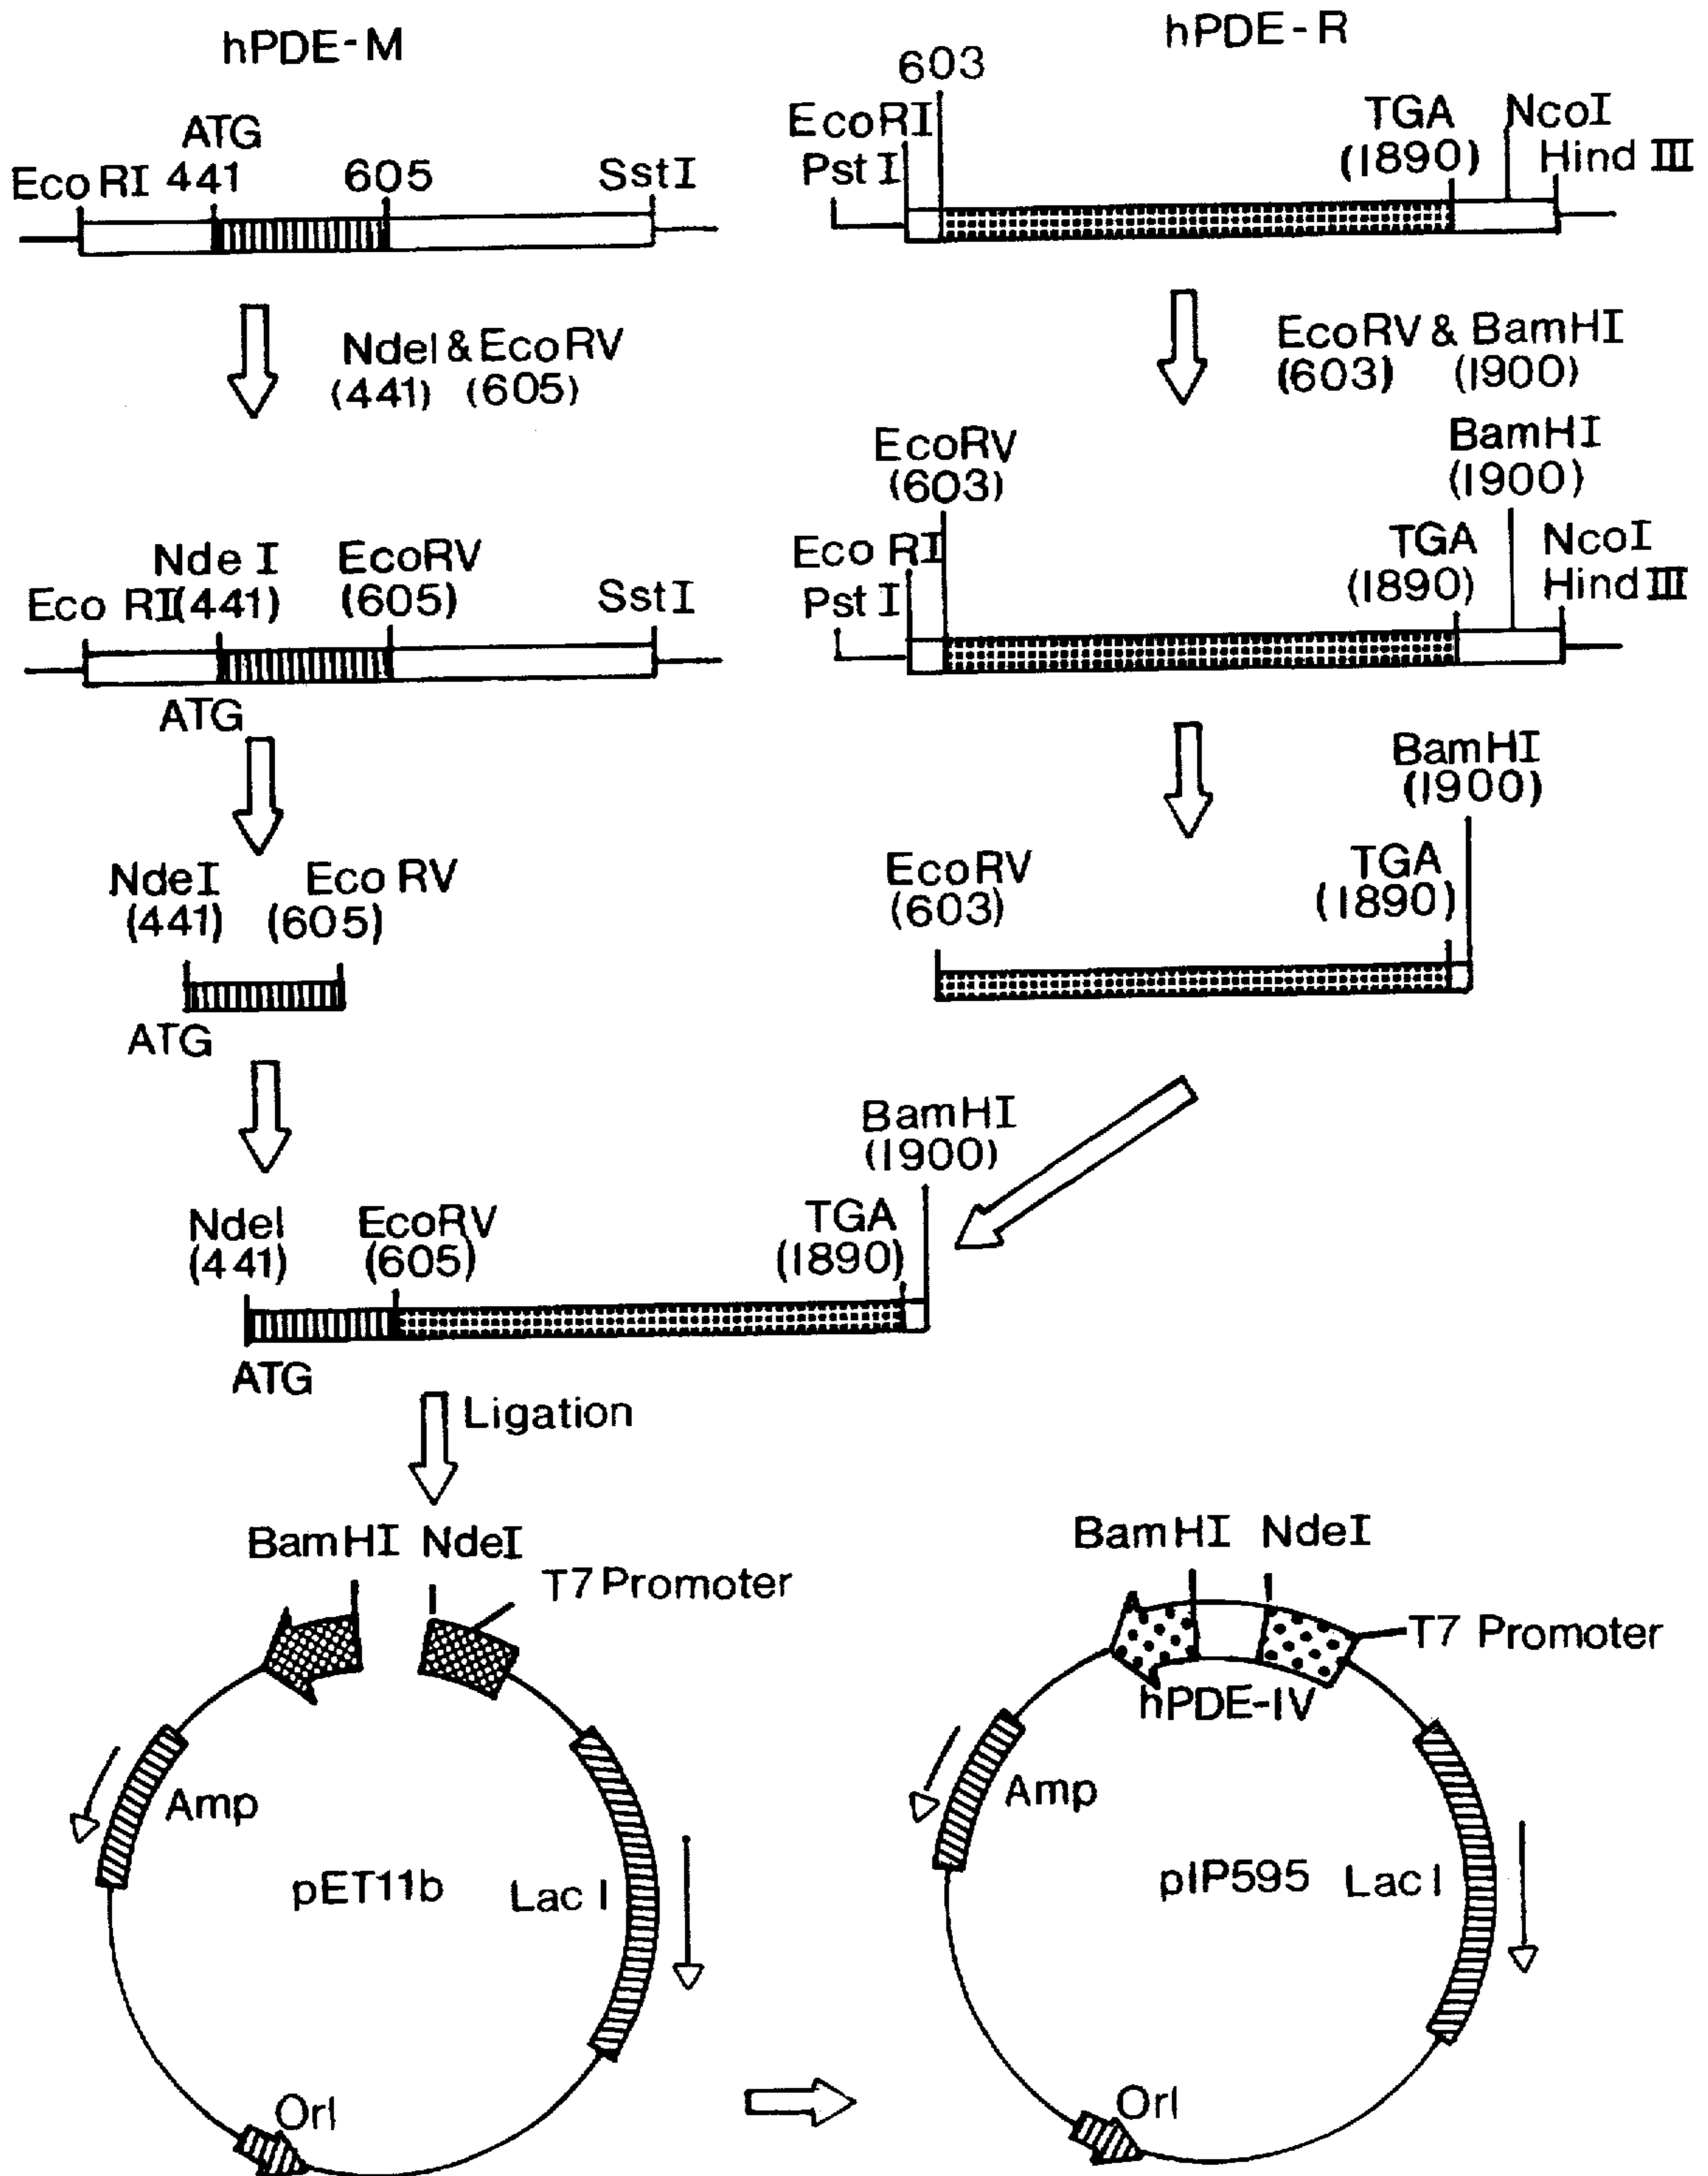 hPDE-M
hPDE-R
603
ATG
EcoRI
TGA
NcoI
Eco RI 441
605
SstI
Pst I
(1890)
Hind III
NdeI & EcoRV
(441) (605)
EcoRV & BamHI
(603) (1900)
EcoRV
(603)
BamHI
(1900)
Nde I
EcoRV
Eco RI
TGA
NcoI
Eco RI
(441)
(605)
SstI
Pst I
(1890)
Hind III
ATG
BamHI
(1900)
NdeI
Eco RV
(441)
(605)
EcoRV
(603)
TGA
(1890)
ATG
BamHI
(1900)
NdeI
(441)
EcoRV
(605)
TGA
(1890)
ATG
Ligation
BamHI NdeI
T7 Promoter
BamHI NdeI
T7 Promoter
hPDE-IV
Amp
pET11b
Lac I
Amp
pIP595
Lac I
OrI
OrI